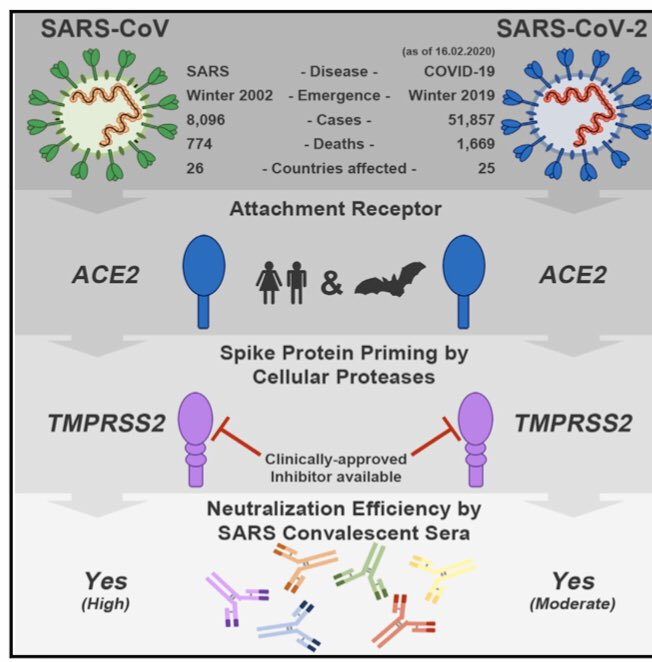 SARS-CoV
SARS-CoV-2
(as of 16.02.2020)
SARS - Disease - COVID-19
Winter 2002 - Emergence - Winter 2019
8,096 - Cases - 51,857
774 - Deaths - 1,669
26 - Countries affected - 25
Attachment Receptor
ACE2 & ACE2
Spike Protein Priming by
Cellular Proteases
TMPRSS2 TMPRSS2
Clinically-approved
Inhibitor available
Neutralization Efficiency by
SARS Convalescent Sera
Yes Yes
(High) (Moderate)